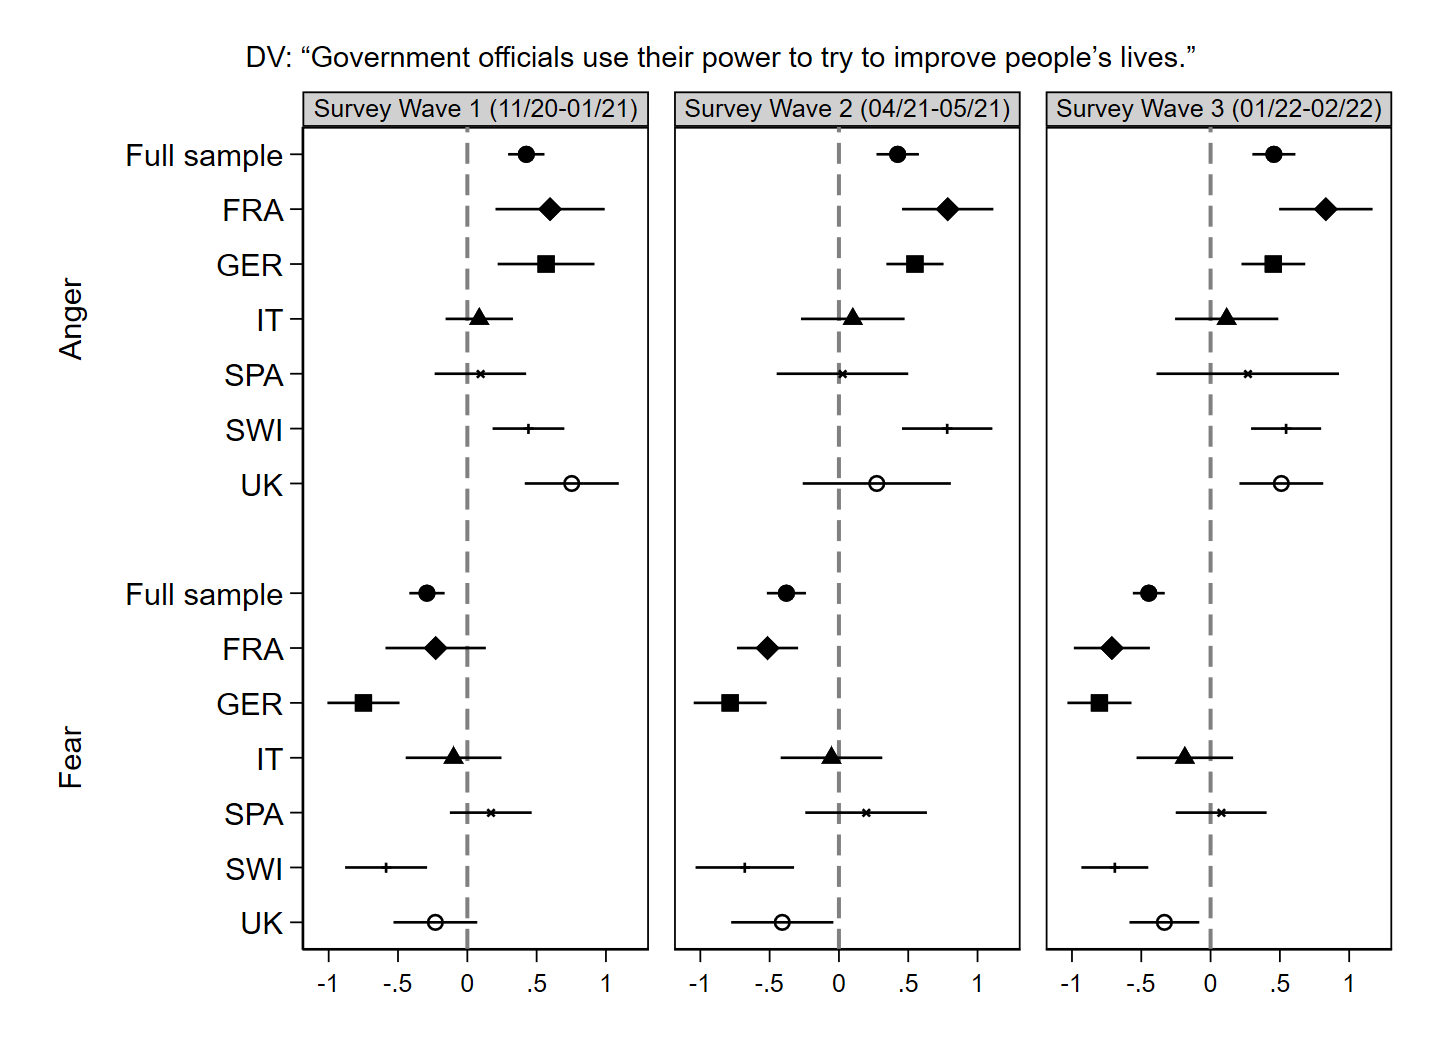 DV: “Government officials use their power to try to improve people’s lives.”
Survey Wave 1 (11/20-01/21) Survey Wave 2 (04/21-05/21) Survey Wave 3 (01/22-02/22)
Anger
Full sample
FRA
GER
IT
SPA
SWI
UK
Fear
Full sample
FRA
GER
IT
SPA
SWI
UK
-1 -.5 0 .5 1 -1 -.5 0 .5 1 -1 -.5 0 .5 1